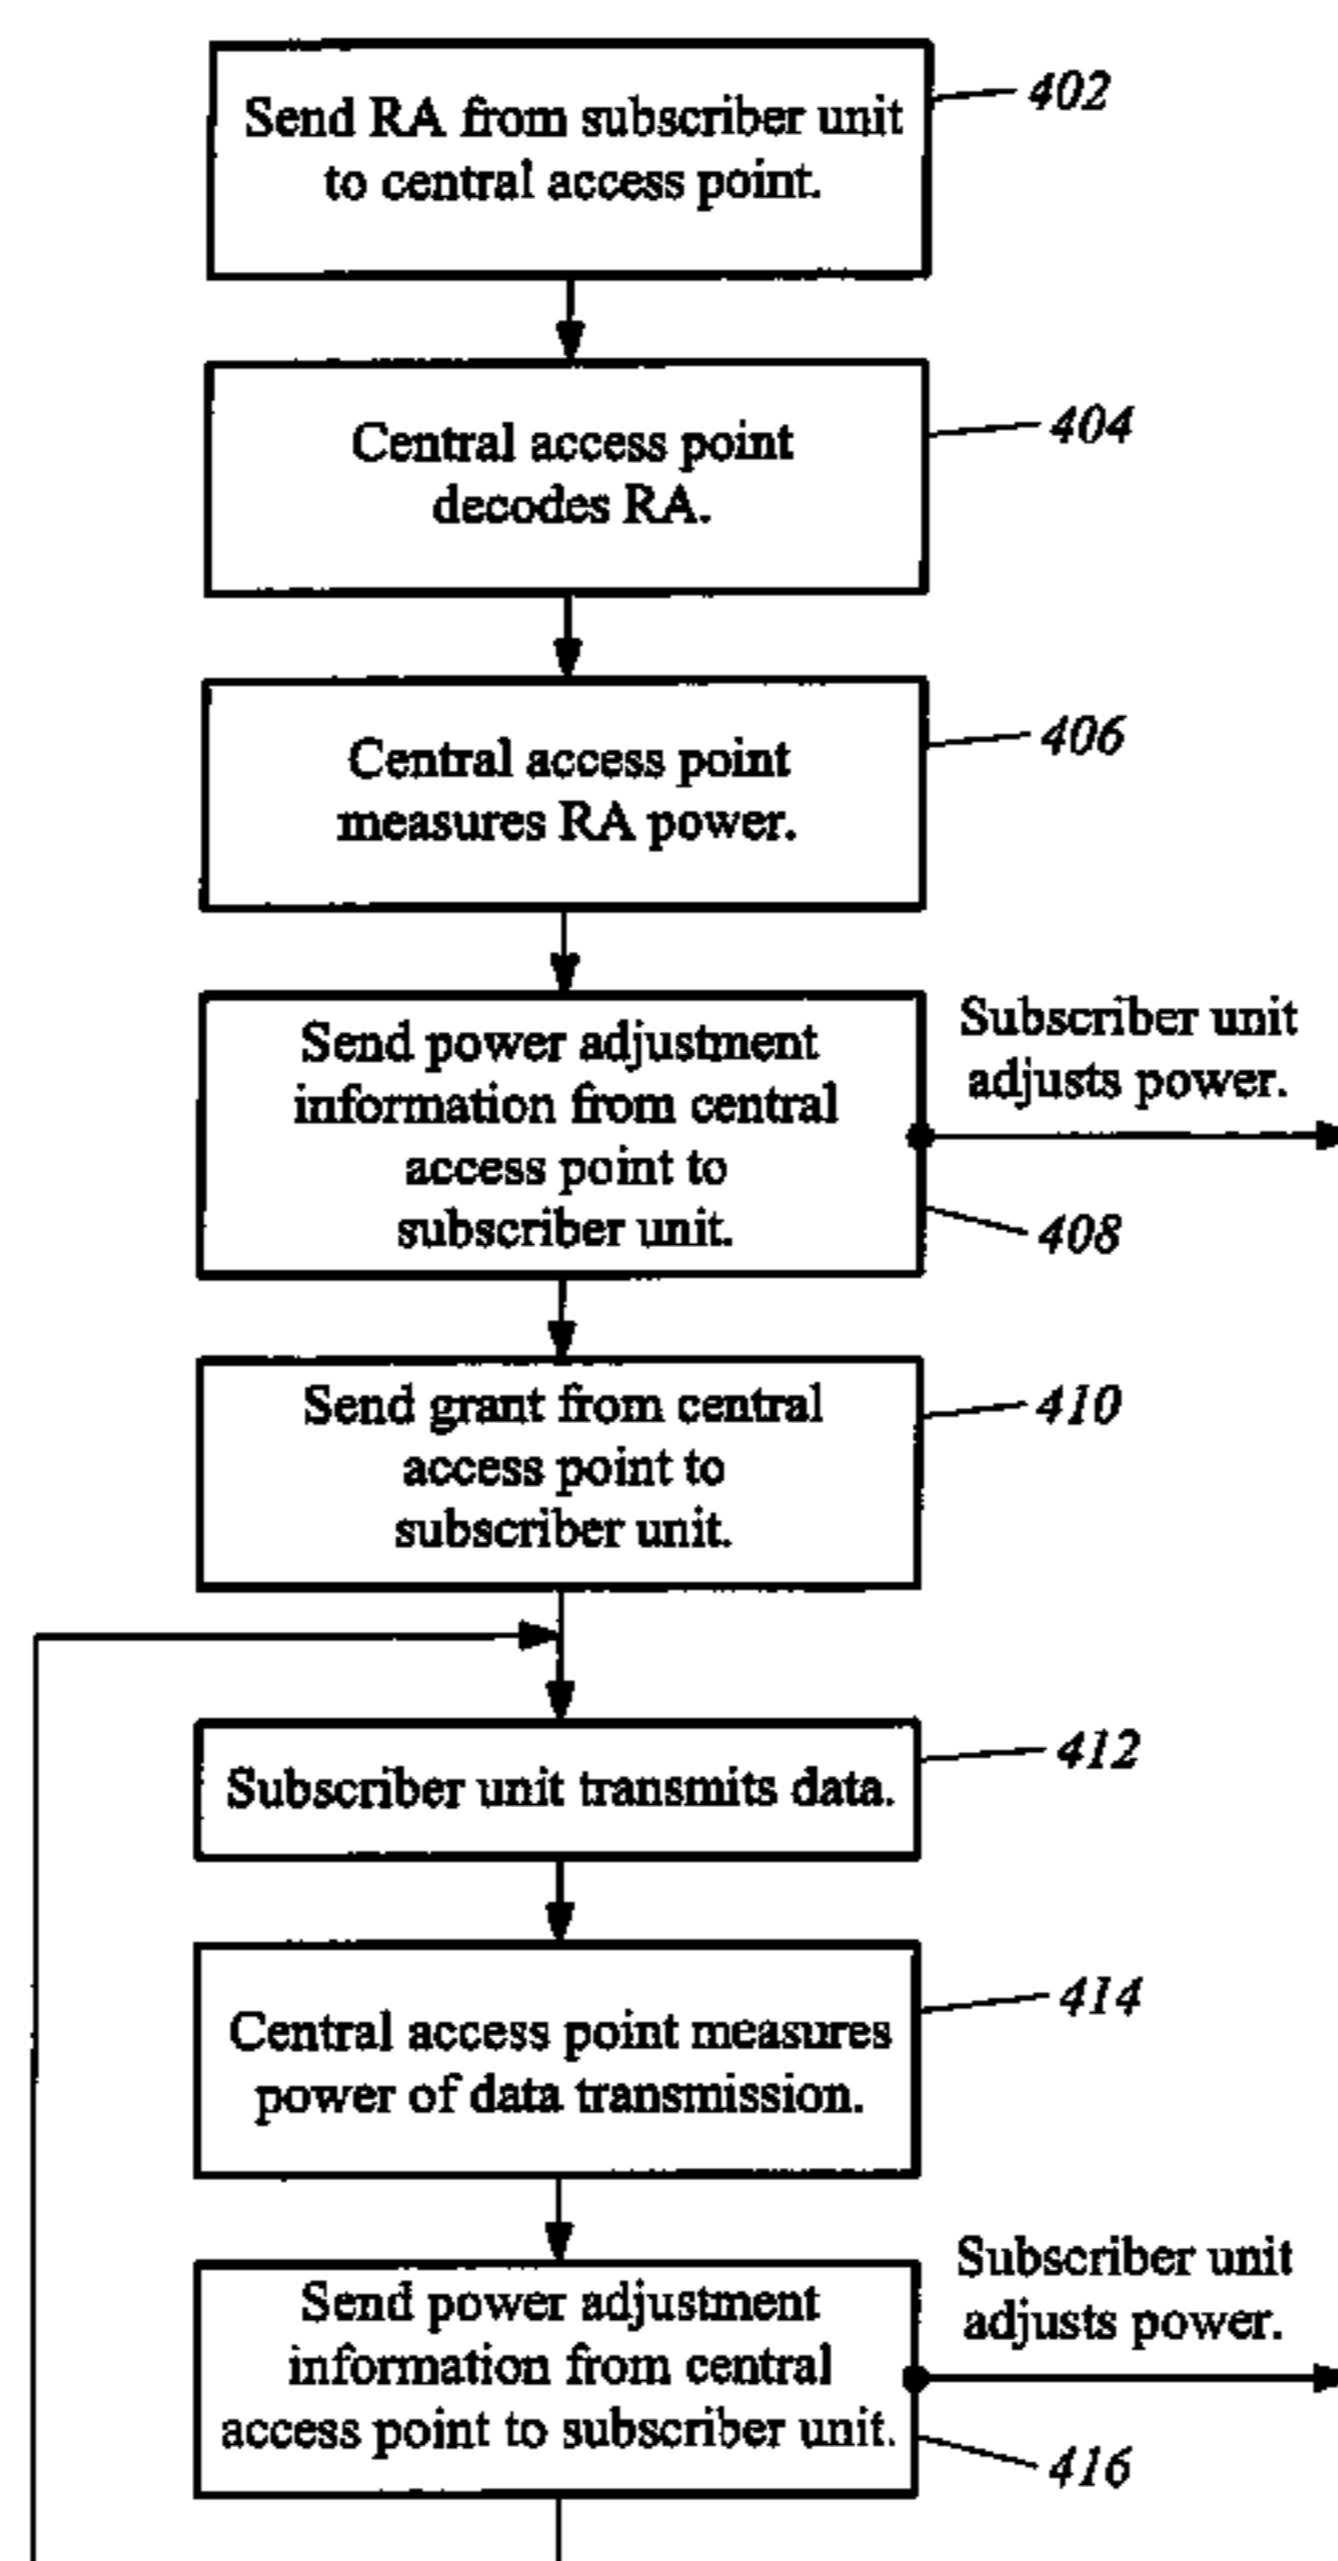 Send RA from subscriber unit
to central access point.
402
Central access point
decodes RA.
404
Central access point
measures RA power.
406
Send power adjustment
information from central
access point to
subscriber unit.
Subscriber unit
adjusts power.
408
Send grant from central
access point to
subscriber unit.
410
Subscriber unit transmits data.
412
Central access point measures
power of data transmission.
414
Send power adjustment
information from central
access point to subscriber unit.
Subscriber unit
adjusts power.
416